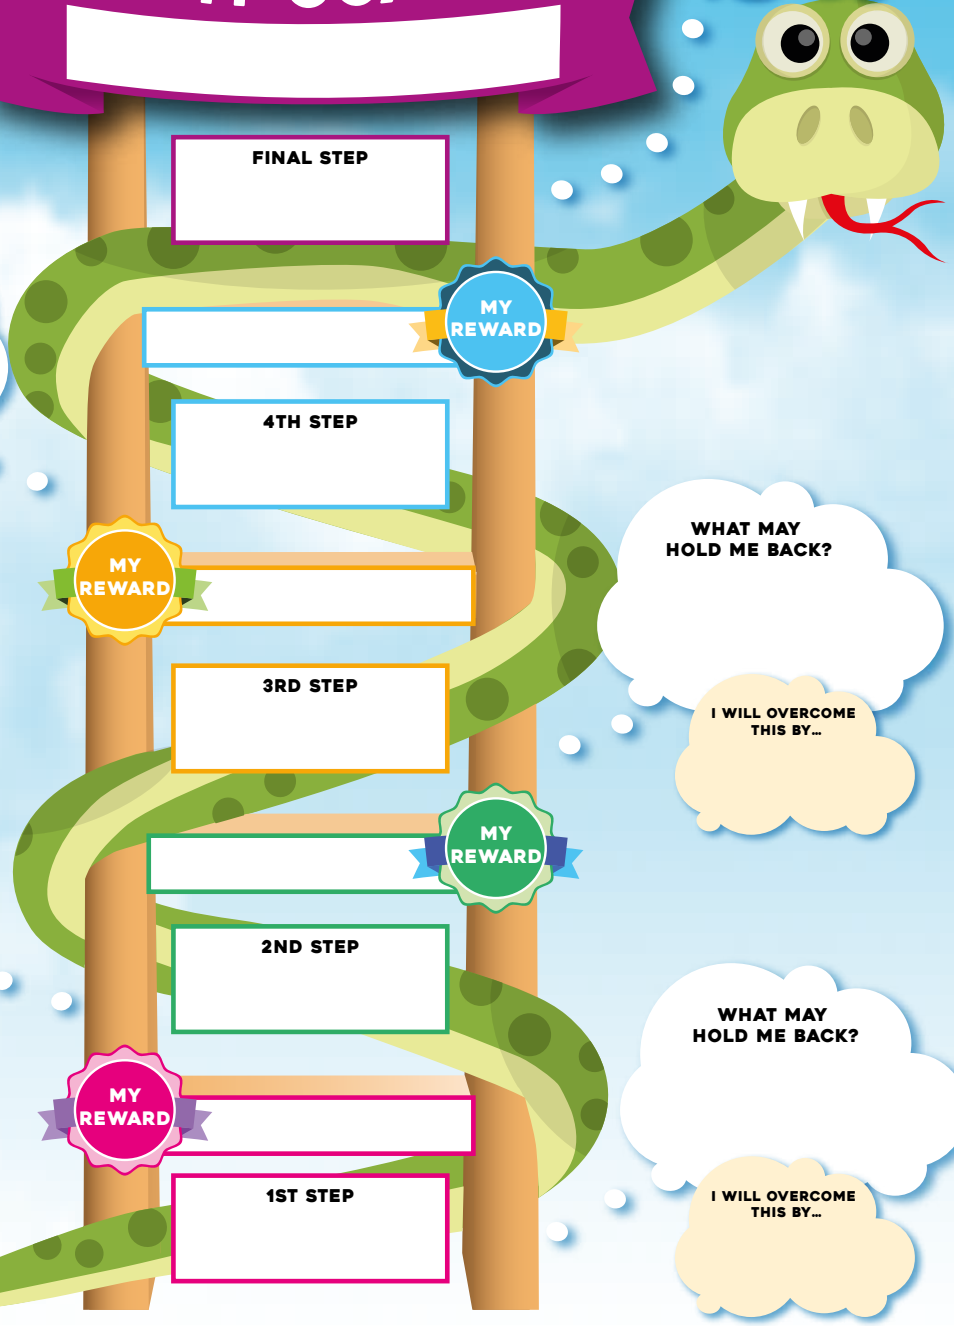 FINAL STEP
MY
REWARD
4TH STEP
WHAT MAY
HOLD ME BACK?
MY
REWARD
3RD STEP
I WILL OVERCOME
THIS BY...
MY
REWARD
2ND STEP
WHAT MAY
HOLD ME BACK?
MY
REWARD
1ST STEP
I WILL OVERCOME
THIS BY...